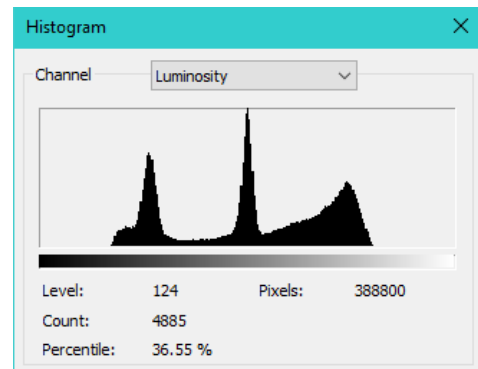 Histogram
Channel Luminosity
Level: 124 Pixels: 388800
Count: 4885
Percentile: 36.55 %